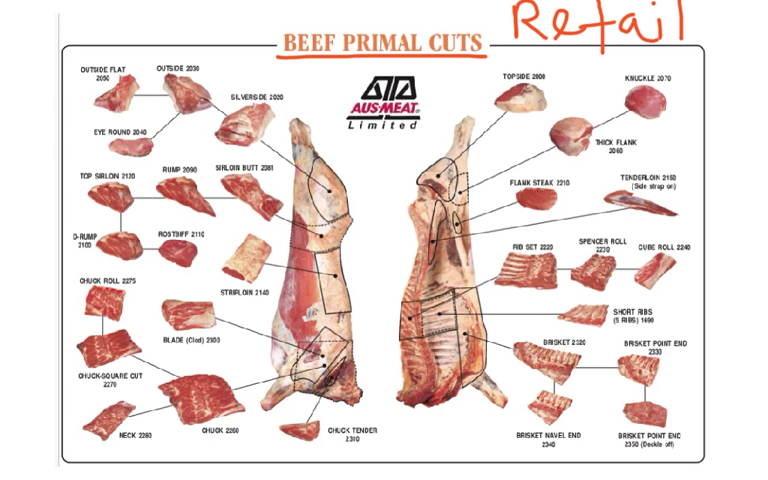 Retail
BEEF PRIMAL CUTS
OUTSIDE FLAT
2050
OUTSIDE 2030
SILVERSIDE 2020
EYE ROUND 2040
AUS-MEAT
Limited
TOPSIDE 2000
KNUCKLE 2070
THICK FLANK
2060
TOP SIRLOIN 2120
RUMP 2090
SIRLOIN BUTT 2081
FLANK STEAK 2210
TENDERLOIN 2150
(Side strap on)
D-RUMP
2100
ROSTBIFF 2110
STRIPLOIN 2140
RIB SET 2220
SPENCER ROLL
2230
CUBE ROLL 2240
CHUCK ROLL 2275
BLADE (Clod) 2300
SHORT RIBS
(5 RIBS) 1690
CHUCK-SQUARE CUT
2270
BRISKET 2320
BRISKET POINT END
2330
NECK 2280
CHUCK 2260
CHUCK TENDER
2310
BRISKET NAVEL END
2340
BRISKET POINT END
2350 (Deckle off)